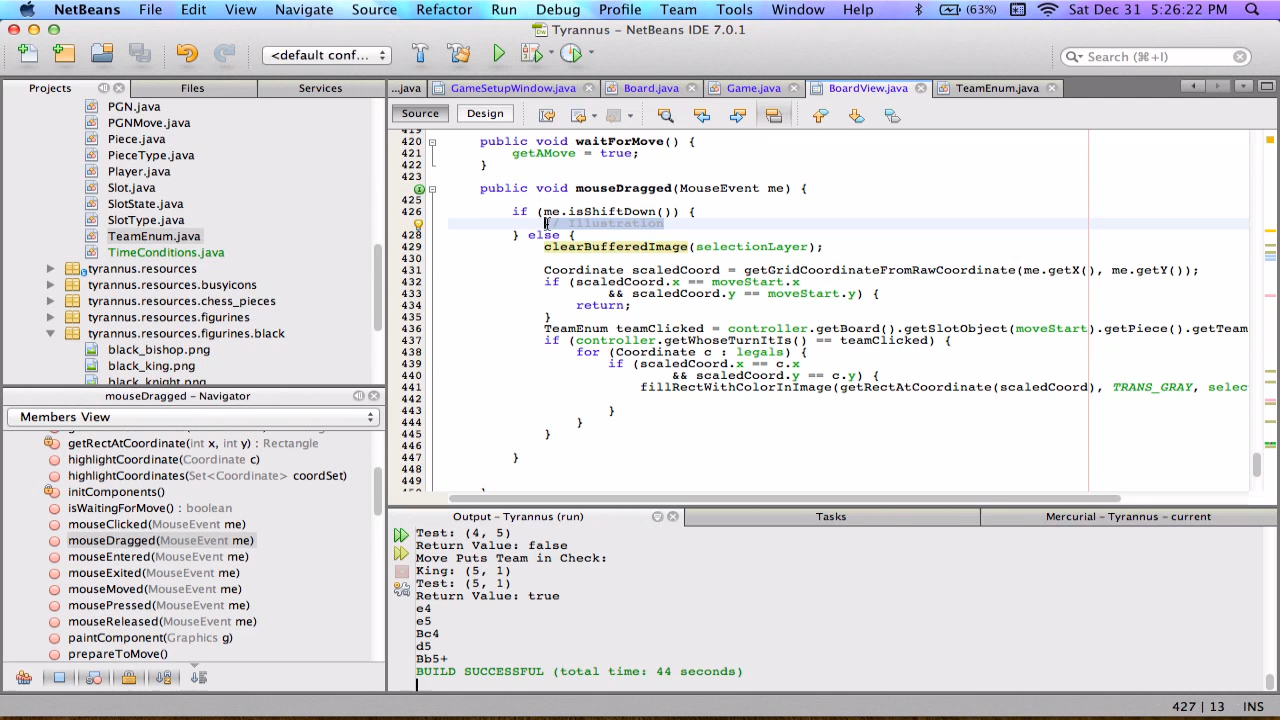 NetBeans File Edit View Navigate Source Refactor Run Debug Profile Team Tools Window Help (63%) Sat Dec 31 5:26:22 PM
Tyrannus – NetBeans IDE 7.0.1
<default conf...
Search (⌘+I)
Projects Files Services
PGN.java
PGNMove.java
Piece.java
PieceType.java
Player.java
Slot.java
SlotState.java
SlotType.java
TeamEnum.java
TimeConditions.java
tyrannus.resources
tyrannus.resources.busyicons
tyrannus.resources.chess_pieces
tyrannus.resources.figurines
tyrannus.resources.figurines.black
black_bishop.png
black_king.png
black_knight.png
mouseDragged – Navigator
Members View
getRectAtCoordinate(int x, int y) : Rectangle
highlightCoordinate(Coordinate c)
highlightCoordinates(Set<Coordinate> coordSet)
initComponents()
isWaitingForMove() : boolean
mouseClicked(MouseEvent me)
mouseDragged(MouseEvent me)
mouseEntered(MouseEvent me)
mouseExited(MouseEvent me)
mouseMoved(MouseEvent me)
mousePressed(MouseEvent me)
mouseReleased(MouseEvent me)
paintComponent(Graphics g)
prepareToMove()
...java GameSetupWindow.java Board.java Game.java BoardView.java TeamEnum.java
Source Design
419
420 public void waitForMove() {
421 getAMove = true;
422 }
423 public void mouseDragged(MouseEvent me) {
426 if (me.isShiftDown()) {
/ Illustration
428 } else {
429 clearBufferedImage(selectionLayer);
430
431 Coordinate scaledCoord = getGridCoordinateFromRawCoordinate(me.getX(), me.getY());
432 if (scaledCoord.x == moveStart.x
433 && scaledCoord.y == moveStart.y) {
434 return;
435 }
436 TeamEnum teamClicked = controller.getBoard().getSlotObject(moveStart).getPiece().getTeam
437 if (controller.getWhoseTurnItIs() == teamClicked) {
438 for (Coordinate c : legals) {
439 if (scaledCoord.x == c.x
440 && scaledCoord.y == c.y) {
441 fillRectWithColorInImage(getRectAtCoordinate(scaledCoord), TRANS_GRAY, selec
442
443 }
444 }
445 }
446
447 }
448
449
Output – Tyrannus (run) Tasks Mercurial – Tyrannus – current
Test: (4, 5)
Return Value: false
Move Puts Team in Check:
King: (5, 1)
Test: (5, 1)
Return Value: true
e4
e5
Bc4
d5
Bb5+
BUILD SUCCESSFUL (total time: 44 seconds)
427 | 13 INS